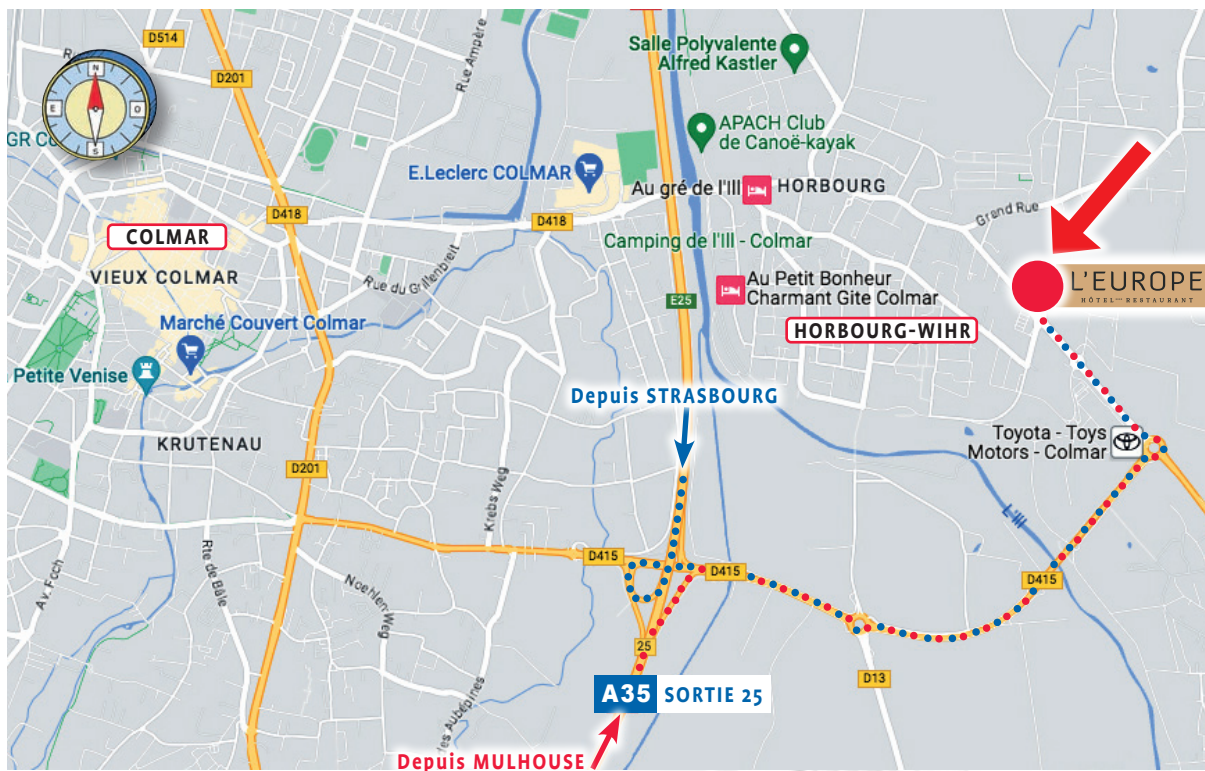 D514
D201
Rue Ampère
Salle Polyvalente
Alfred Kastler
N
E
O
S
GR Co
APACH Club
de Canoë-kayak
E.Leclerc COLMAR
Au gré de l'Ill
HORBOURG
D418
D418
Grand Rue
COLMAR
VIEUX COLMAR
Camping de l'Ill - Colmar
Rue du Grillenbreit
L'EUROPE
HÔTEL RESTAURANT
Au Petit Bonheur
Charmant Gite Colmar
E25
Marché Couvert Colmar
HORBOURG-WIHR
Petite Venise
Depuis STRASBOURG
KRUTENAU
Toyota - Toys
Motors - Colmar
D201
Krebs Weg
L'Ill
D415
D415
D415
Av. Foch
Rte de Bâle
Noehlen-Weg
25
D13
A35 SORTIE 25
les Aubépines
Depuis MULHOUSE